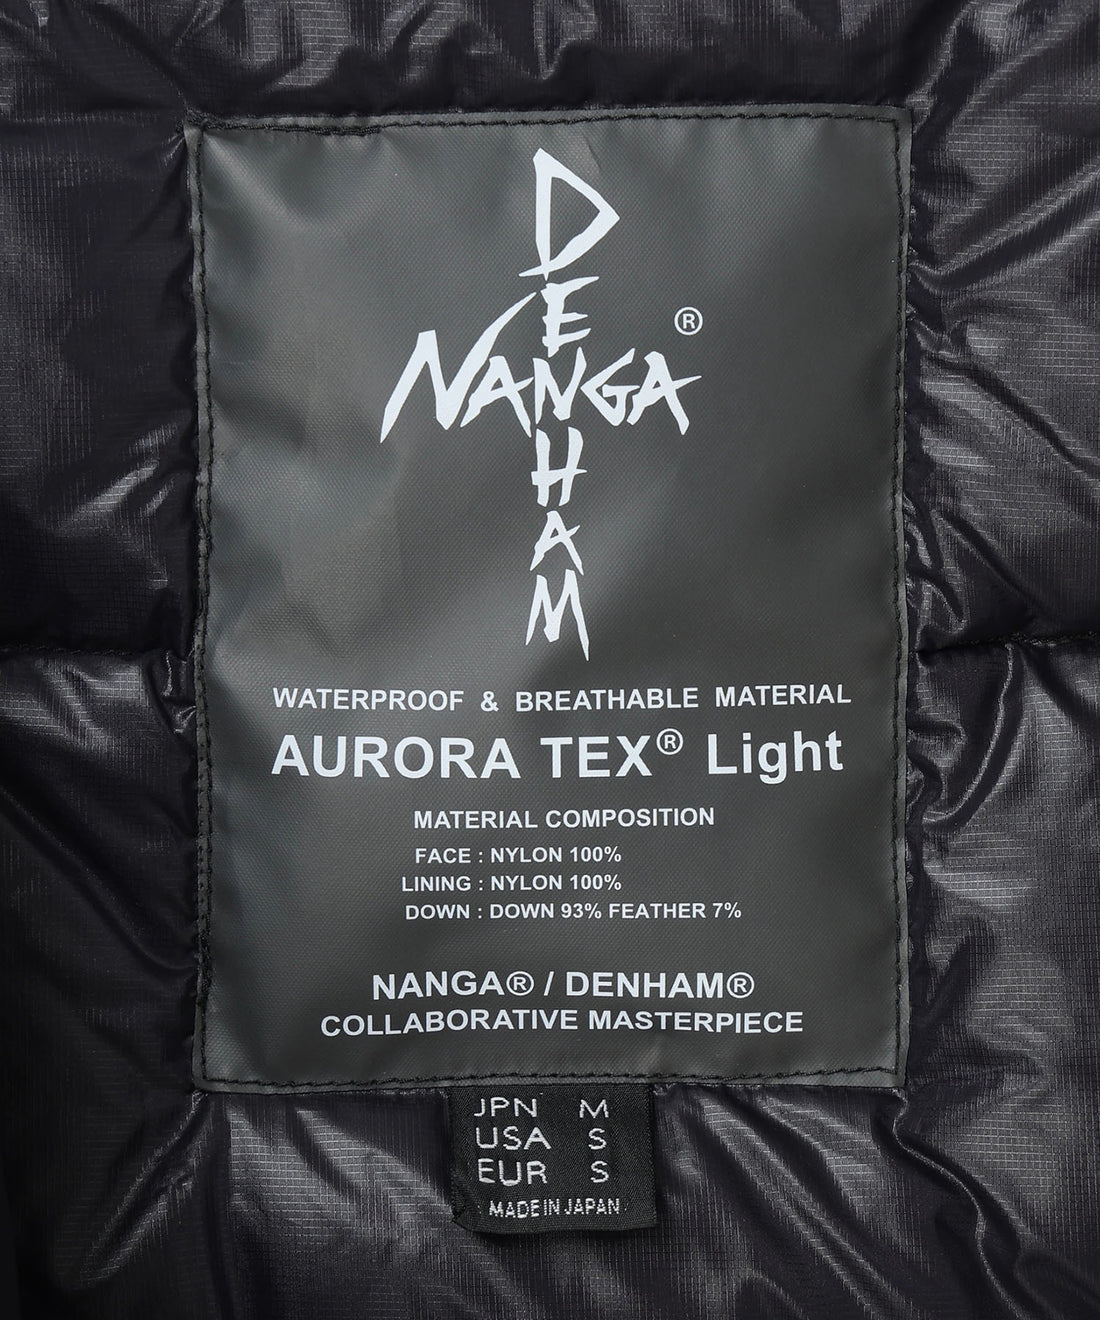 DENHAM
NANGA®
WATERPROOF & BREATHABLE MATERIAL
AURORA TEX® Light
MATERIAL COMPOSITION
FACE : NYLON 100%
LINING : NYLON 100%
DOWN : DOWN 93% FEATHER 7%
NANGA® / DENHAM®
COLLABORATIVE MASTERPIECE
JPN M
USA S
EUR S
MADE IN JAPAN